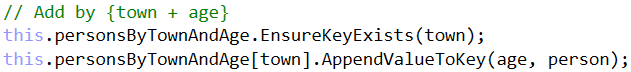 // Add by {town + age}
this.personsByTownAndAge.EnsureKeyExists(town);
this.personsByTownAndAge[town].AppendValueToKey(age, person);